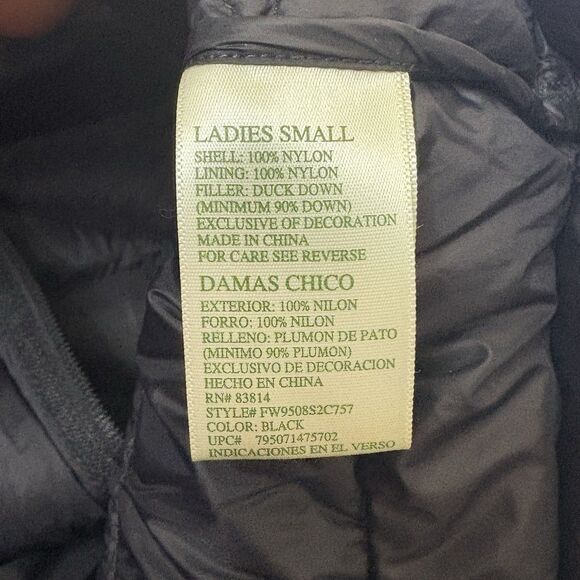 LADIES SMALL
SHELL: 100% NYLON
LINING: 100% NYLON
FILLER: DUCK DOWN
(MINIMUM 90% DOWN)
EXCLUSIVE OF DECORATION
MADE IN CHINA
FOR CARE SEE REVERSE
DAMAS CHICO
EXTERIOR: 100% NILON
FORRO: 100% NILON
RELLENO: PLUMON DE PATO
(MINIMO 90% PLUMON)
EXCLUSIVO DE DECORACION
HECHO EN CHINA
RN# 83814
STYLE# FW9508S2C757
COLOR: BLACK
UPC# 795071475702
INDICACIONES EN EL VERSO